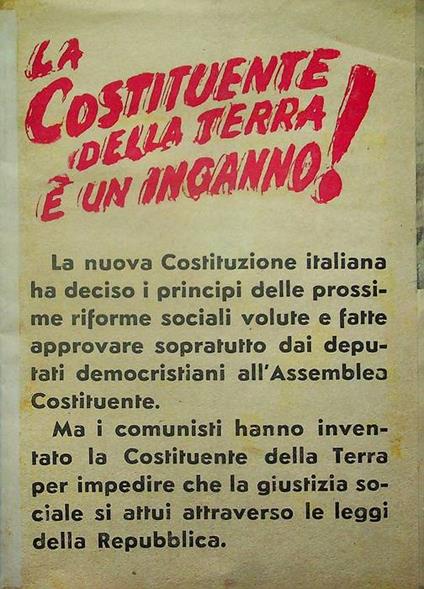 LA
COSTITUENTE
DELLA TERRA
È UN INGANNO!
La nuova Costituzione italiana
ha deciso i principi delle prossi-
me riforme sociali volute e fatte
approvare sopratutto dai depu-
tati democristiani all'Assemblea
Costituente.
Ma i comunisti hanno inven-
tato la Costituente della Terra
per impedire che la giustizia so-
ciale si attui attraverso le leggi
della Repubblica.